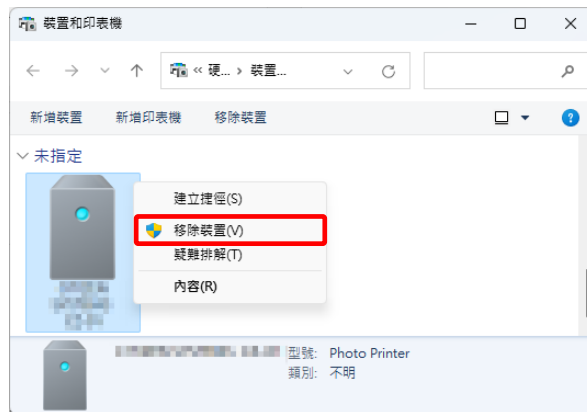 裝置和印表機
« 硬... › 裝置...
新增裝置 新增印表機 移除裝置
未指定
建立捷徑(S)
移除裝置(V)
疑難排解(T)
內容(R)
型號: Photo Printer
類別: 不明